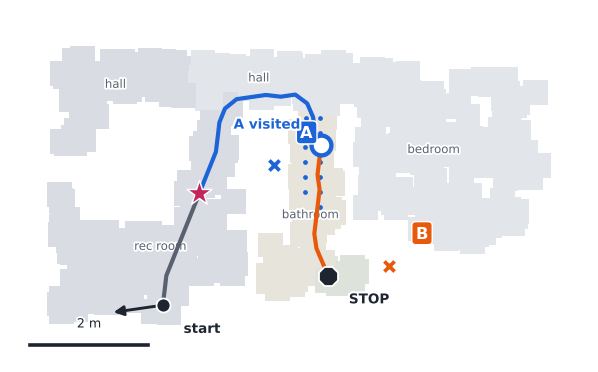 hall
hall
A visited
A
bedroom
bathroom
B
rec room
STOP
2 m
start